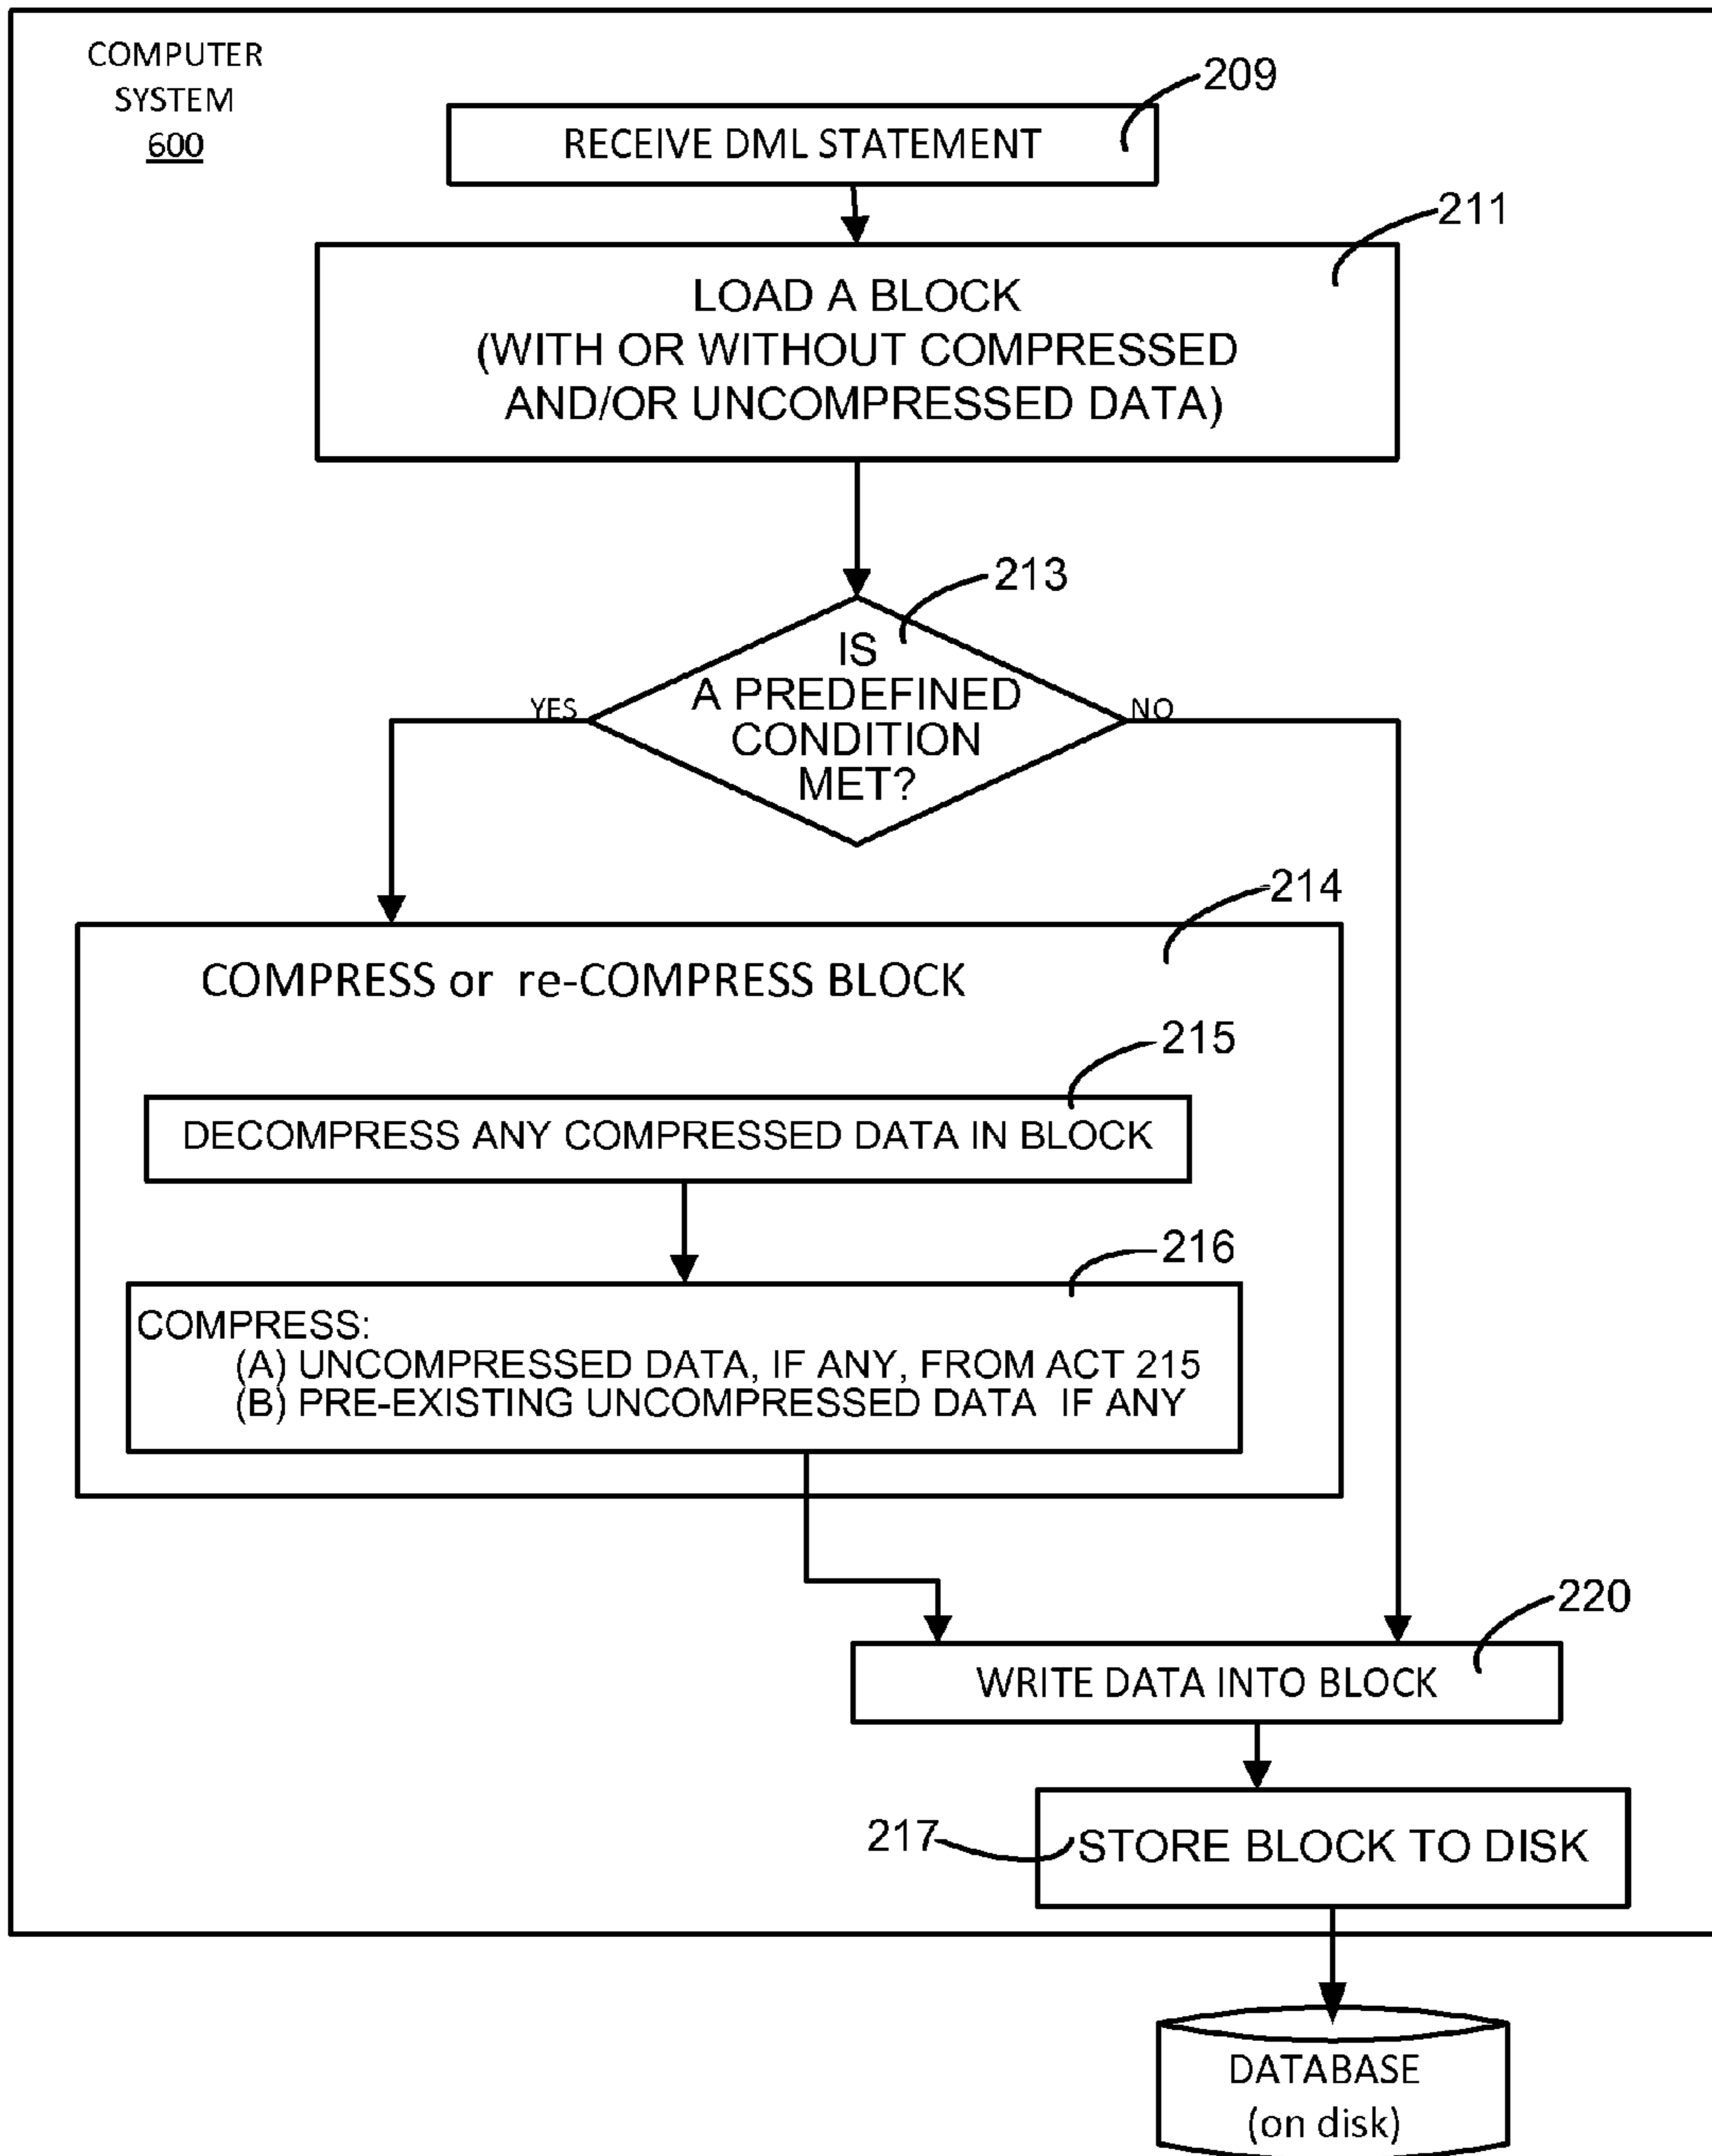 COMPUTER
SYSTEM
600
209
RECEIVE DML STATEMENT
211
LOAD A BLOCK
(WITH OR WITHOUT COMPRESSED
AND/OR UNCOMPRESSED DATA)
213
IS
A PREDEFINED
CONDITION
MET?
YES
NO
214
COMPRESS or re-COMPRESS BLOCK
215
DECOMPRESS ANY COMPRESSED DATA IN BLOCK
216
COMPRESS:
(A) UNCOMPRESSED DATA, IF ANY, FROM ACT 215
(B) PRE-EXISTING UNCOMPRESSED DATA IF ANY
220
WRITE DATA INTO BLOCK
217
STORE BLOCK TO DISK
DATABASE
(on disk)